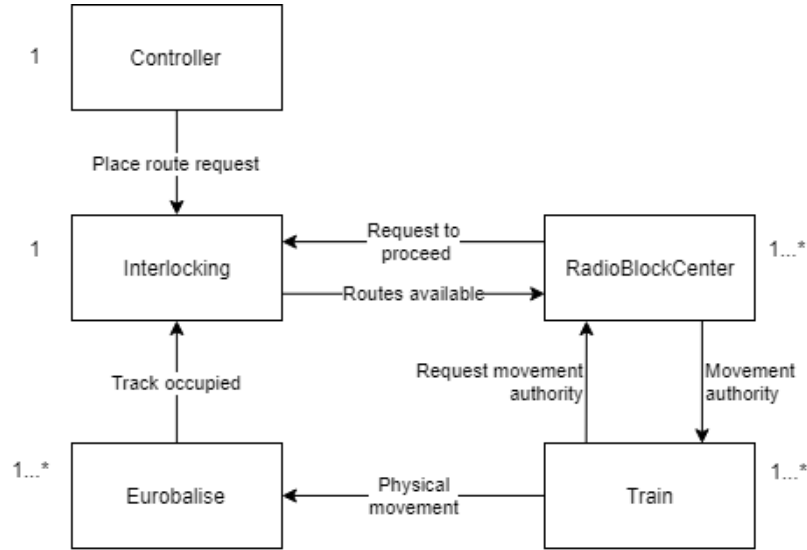 1
Controller
Place route request
1
Interlocking
Request to
proceed
Routes available
RadioBlockCenter
1...*
Track occupied
Request movement
authority
Movement
authority
1...*
Eurobalise
Physical
movement
Train
1...*